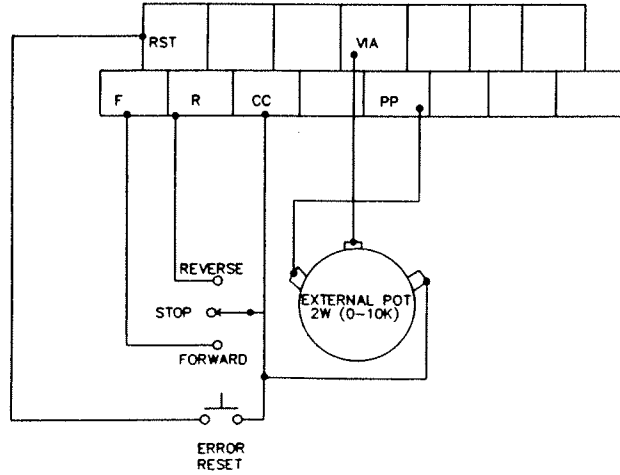 RST
VIA
F
R
CC
PP
REVERSE
STOP
FORWARD
EXTERNAL POT
2W (0~10K)
ERROR
RESET